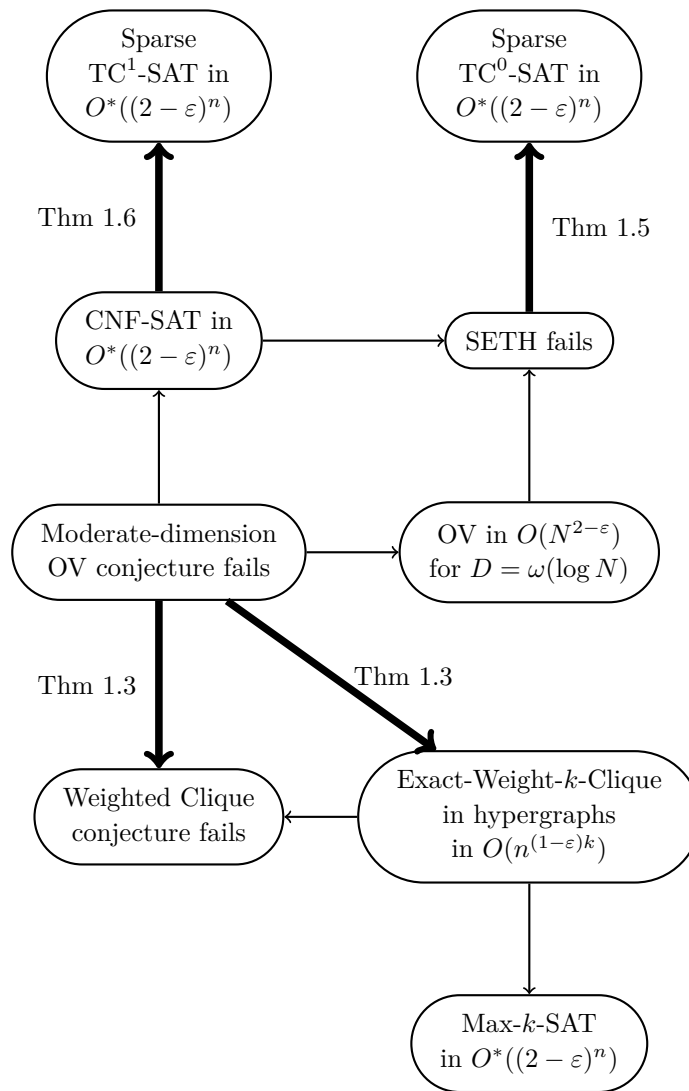 Sparse
TC¹-SAT in
O*((2 − ε)ⁿ)
Sparse
TC⁰-SAT in
O*((2 − ε)ⁿ)
Thm 1.6
Thm 1.5
CNF-SAT in
O*((2 − ε)ⁿ)
SETH fails
Moderate-dimension
OV conjecture fails
OV in O(N²⁻ᵋ)
for D = ω(log N)
Thm 1.3
Thm 1.3
Weighted Clique
conjecture fails
Exact-Weight-k-Clique
in hypergraphs
in O(n⁽¹⁻ᵋ⁾ᵏ)
Max-k-SAT
in O*((2 − ε)ⁿ)